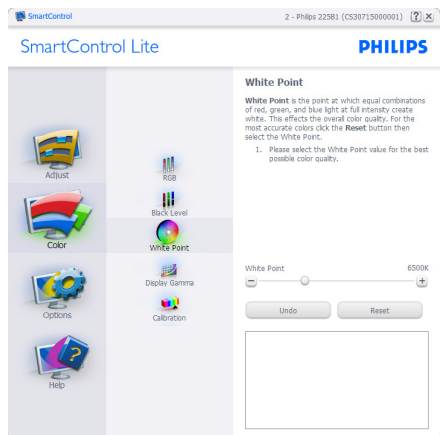 SmartControl
2 - Philips 225B1 (CS30715000001)
SmartControl Lite
PHILIPS
White Point
White Point is the point at which equal combinations
of red, green, and blue light at full intensity create
white. This effects the overall color quality. For the
most accurate colors click the Reset button then
select the White Point.
1. Please select the White Point value for the best
possible color quality.
Adjust
Color
Options
Help
RGB
Black Level
White Point
Display Gamma
Calibration
White Point
6500K
Undo
Reset